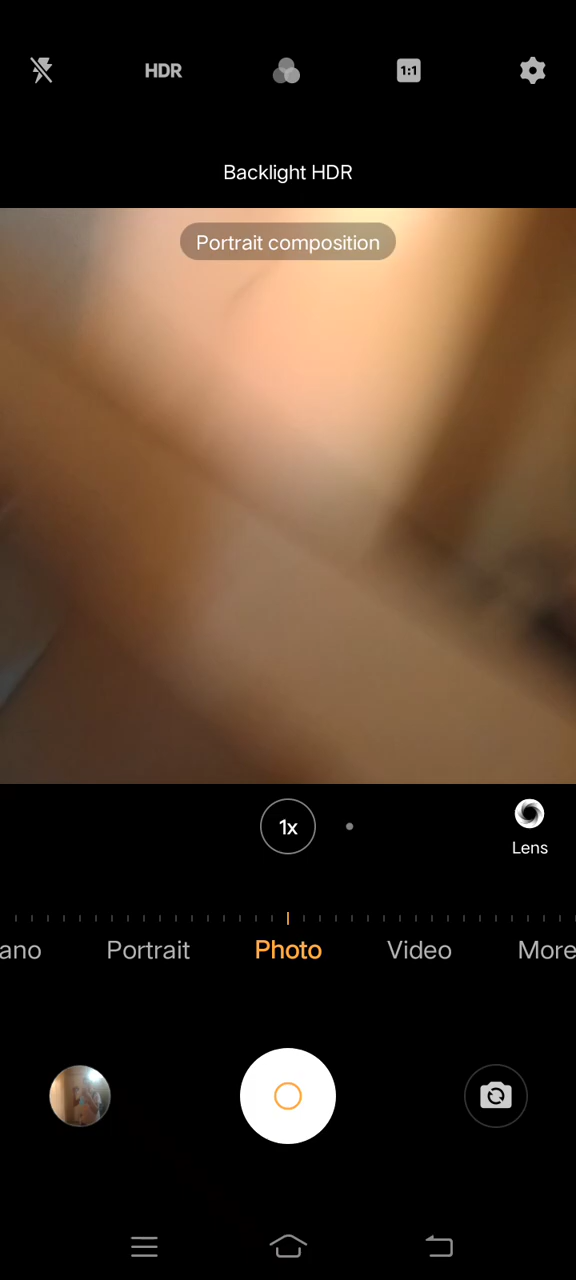 HDR
1:1
Backlight HDR
Portrait composition
1x
Lens
ano Portrait Photo Video More